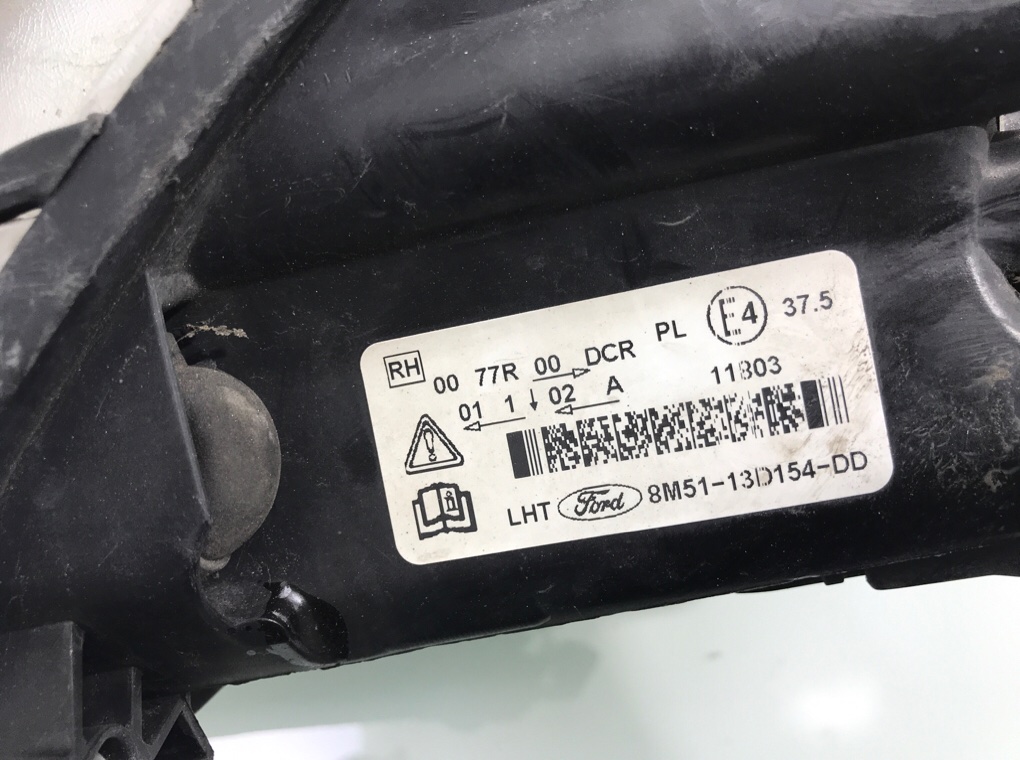 RH 00 77R 00 DCR PL E4 37.5
01 1 02 A 11803
LHT Ford 8M51-13D154-DD